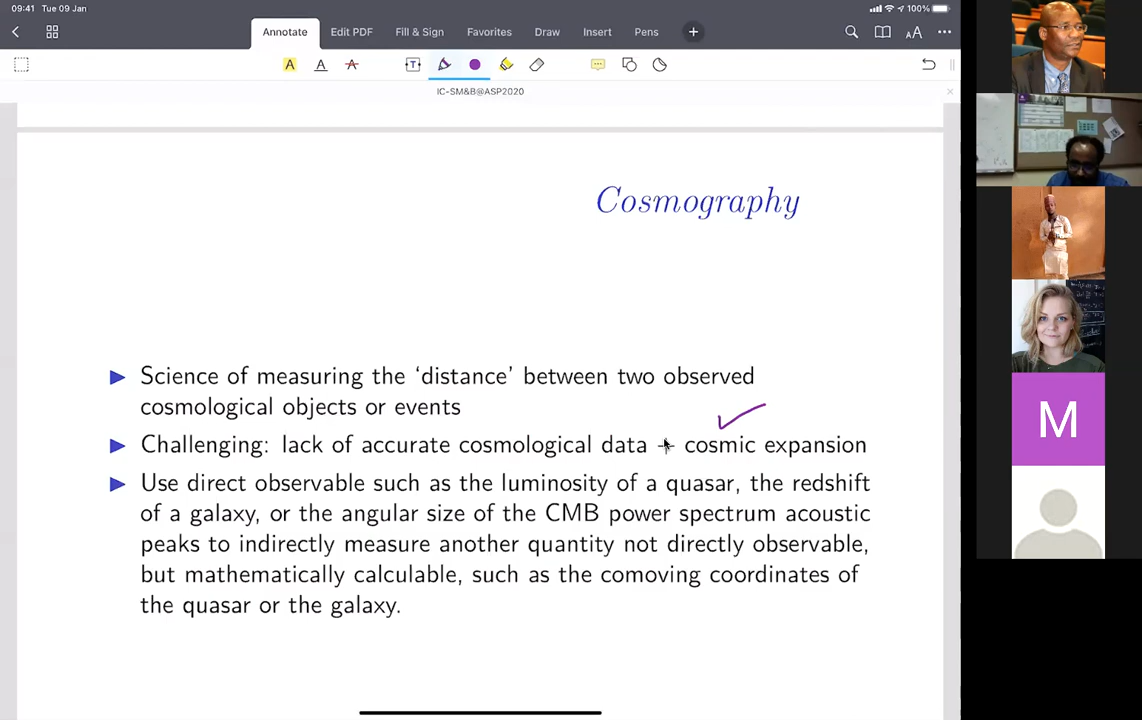 09:41 Tue 09 Jan
100%
Annotate Edit PDF Fill & Sign Favorites Draw Insert Pens
AA
A A A T
IC-SM&B@ASP2020
Cosmography
Science of measuring the ‘distance’ between two observed
cosmological objects or events
Challenging: lack of accurate cosmological data + cosmic expansion
Use direct observable such as the luminosity of a quasar, the redshift
of a galaxy, or the angular size of the CMB power spectrum acoustic
peaks to indirectly measure another quantity not directly observable,
but mathematically calculable, such as the comoving coordinates of
the quasar or the galaxy.
M